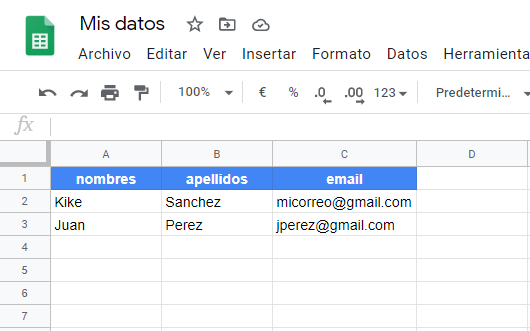 Mis datos
Archivo Editar Ver Insertar Formato Datos Herramienta
100% € % .0 .00 123 Predetermi...
fx
A B C D
1 nombres apellidos email
2 Kike Sanchez micorreo@gmail.com
3 Juan Perez jperez@gmail.com
4
5
6
7